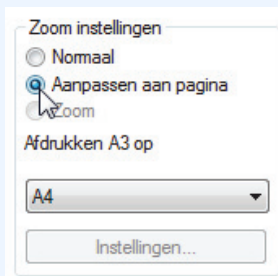 Zoom instellingen
Normaal
Aanpassen aan pagina
Zoom
Afdrukken A3 op
A4
Instellingen...